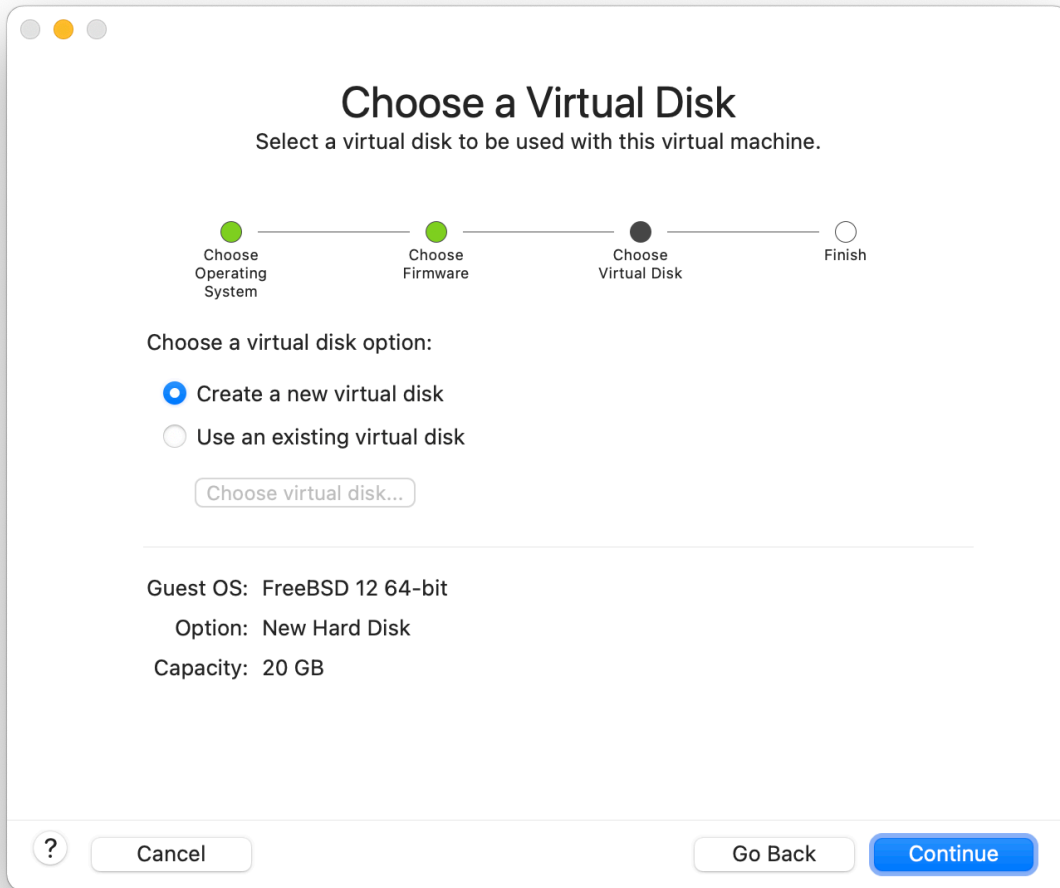 Choose a Virtual Disk
Select a virtual disk to be used with this virtual machine.
Choose
Operating
System
Choose
Firmware
Choose
Virtual Disk
Finish
Choose a virtual disk option:
Create a new virtual disk
Use an existing virtual disk
Choose virtual disk...
Guest OS: FreeBSD 12 64-bit
Option: New Hard Disk
Capacity: 20 GB
? Cancel Go Back Continue